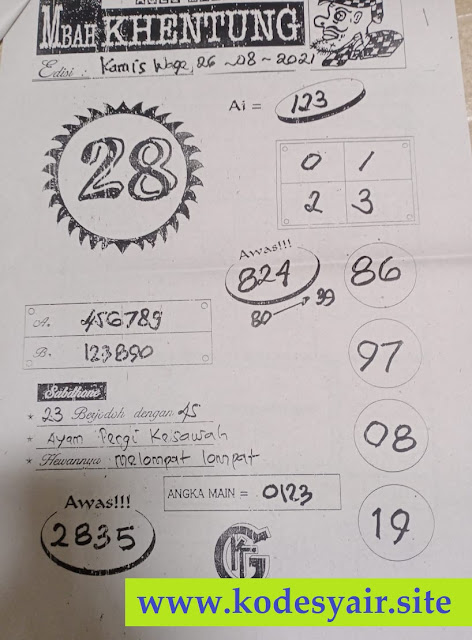 MBAH KHENTUNG
Edisi : Kamis Wage, 26 - 08 - 2021
Ai = 123
28
0 1
2 3
Awas!!!
824
80 → 39
86
A. 456789
B. 123890
97
Sabdhone
* 23 Berjodoh dengan 45
* Ayam Pergi Kesawah
* Hewannya melompat lompat
08
ANGKA MAIN = 0123
Awas!!!
2835
19
www.kodesyair.site